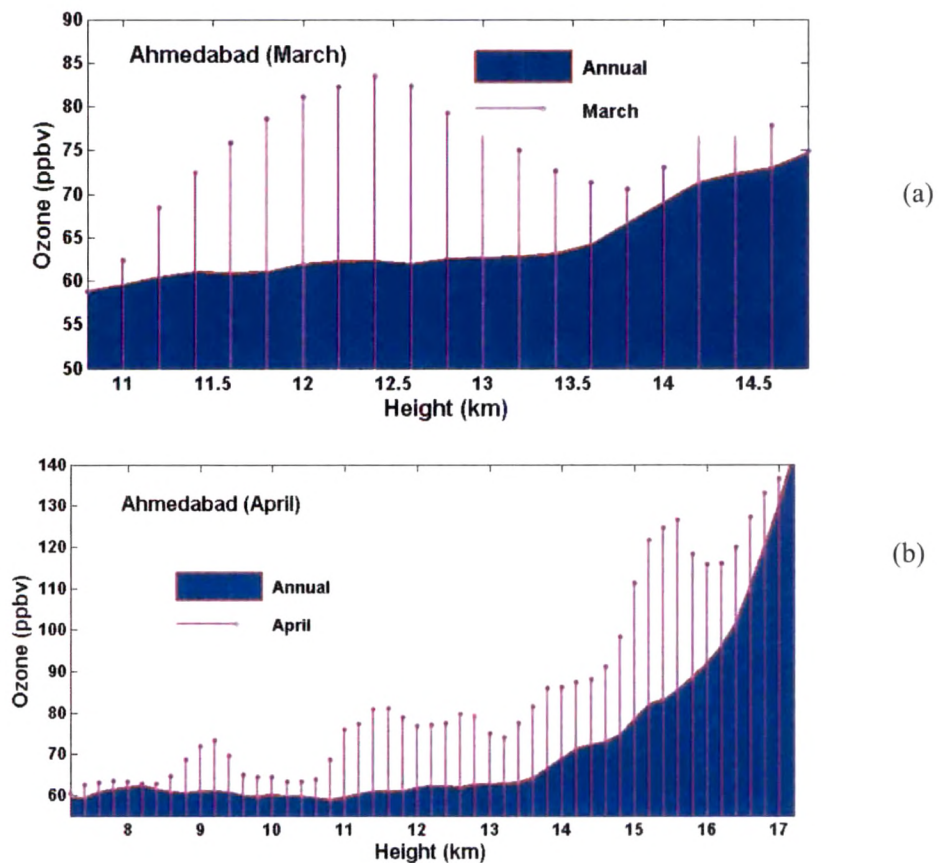 90
85
80
75
70
65
60
55
50
Ozone (ppbv)
Ahmedabad (March)
Annual
March
11 11.5 12 12.5 13 13.5 14 14.5
Height (km)
(a)
140
130
120
110
100
90
80
70
60
Ozone (ppbv)
Ahmedabad (April)
Annual
April
8 9 10 11 12 13 14 15 16 17
Height (km)
(b)